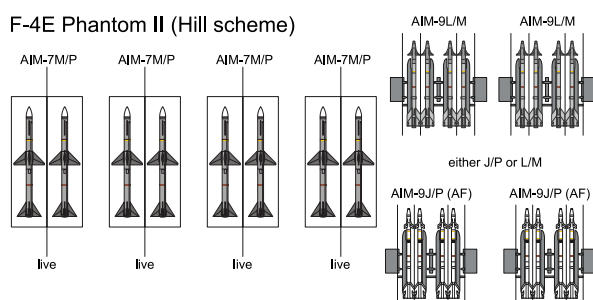 F-4E Phantom II (Hill scheme)
AIM-7M/P
AIM-7M/P
AIM-7M/P
AIM-7M/P
live
live
live
live
AIM-9L/M
AIM-9L/M
either J/P or L/M
AIM-9J/P (AF)
AIM-9J/P (AF)